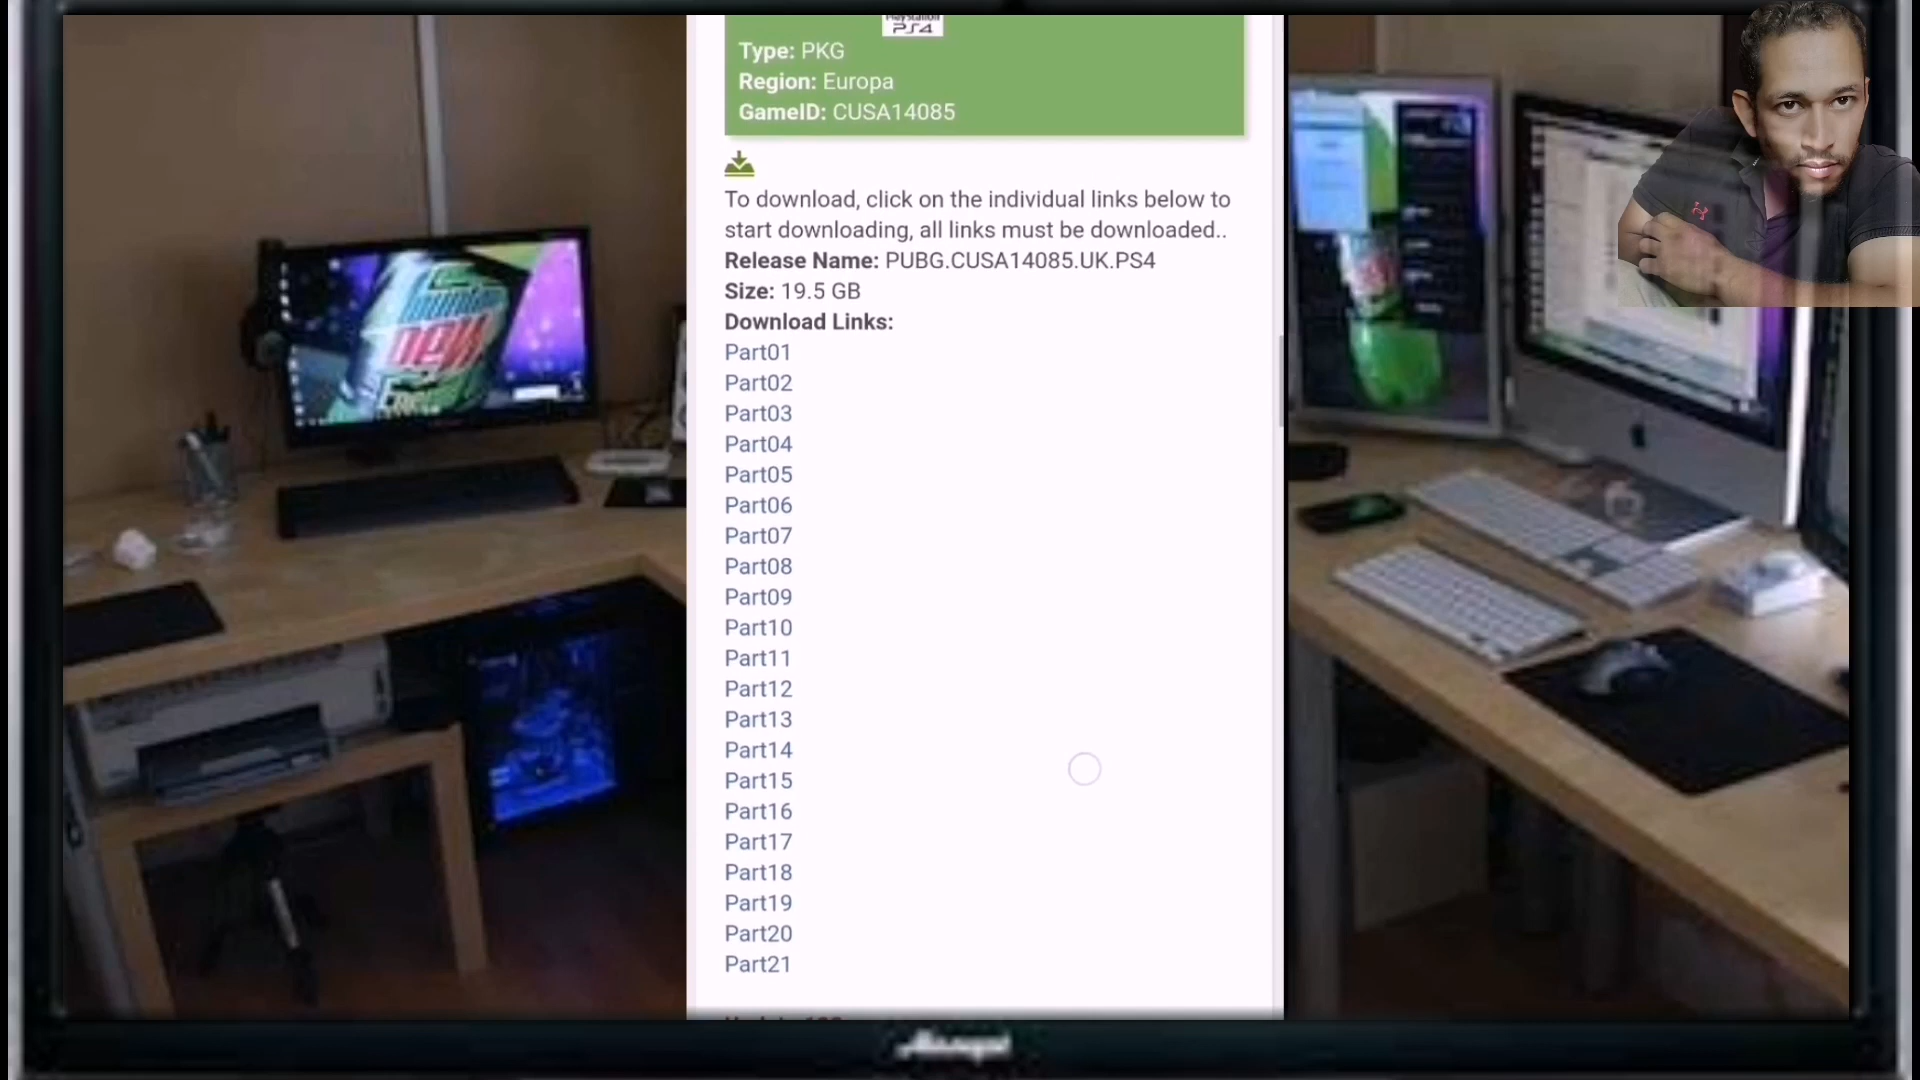 PlayStation
PS4
Type: PKG
Region: Europa
GameID: CUSA14085
To download, click on the individual links below to
start downloading, all links must be downloaded..
Release Name: PUBG.CUSA14085.UK.PS4
Size: 19.5 GB
Download Links:
Part01
Part02
Part03
Part04
Part05
Part06
Part07
Part08
Part09
Part10
Part11
Part12
Part13
Part14
Part15
Part16
Part17
Part18
Part19
Part20
Part21